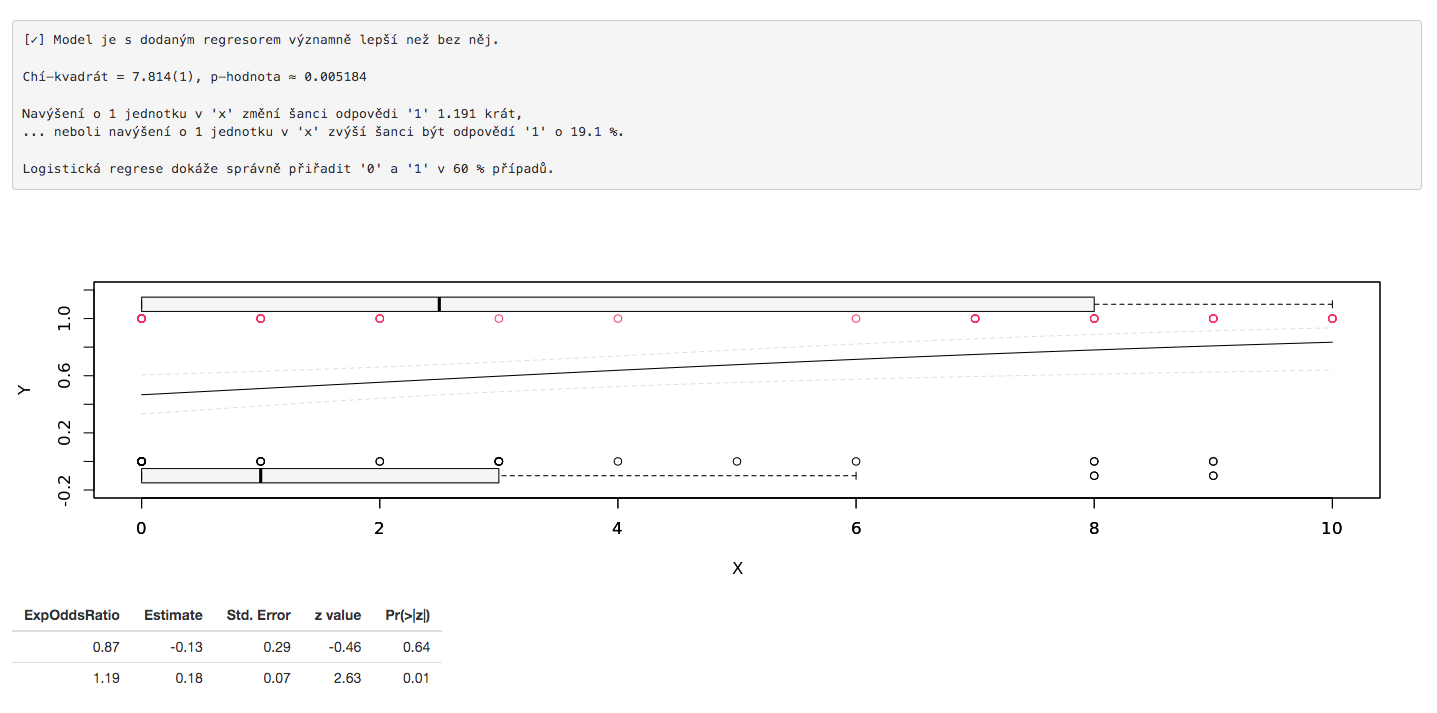 [✓] Model je s dodaným regresorem významně lepší než bez něj.
Chí-kvadrát = 7.814(1), p-hodnota ≈ 0.005184
Navýšení o 1 jednotku v 'x' změní šanci odpovědi '1' 1.191 krát,
... neboli navýšení o 1 jednotku v 'x' zvýší šanci být odpovědí '1' o 19.1 %.
Logistická regrese dokáže správně přiřadit '0' a '1' v 60 % případů.
Y
1.0
0.6
0.2
-0.2
0 2 4 6 8 10
X
ExpOddsRatio Estimate Std. Error z value Pr(>|z|)
0.87 -0.13 0.29 -0.46 0.64
1.19 0.18 0.07 2.63 0.01